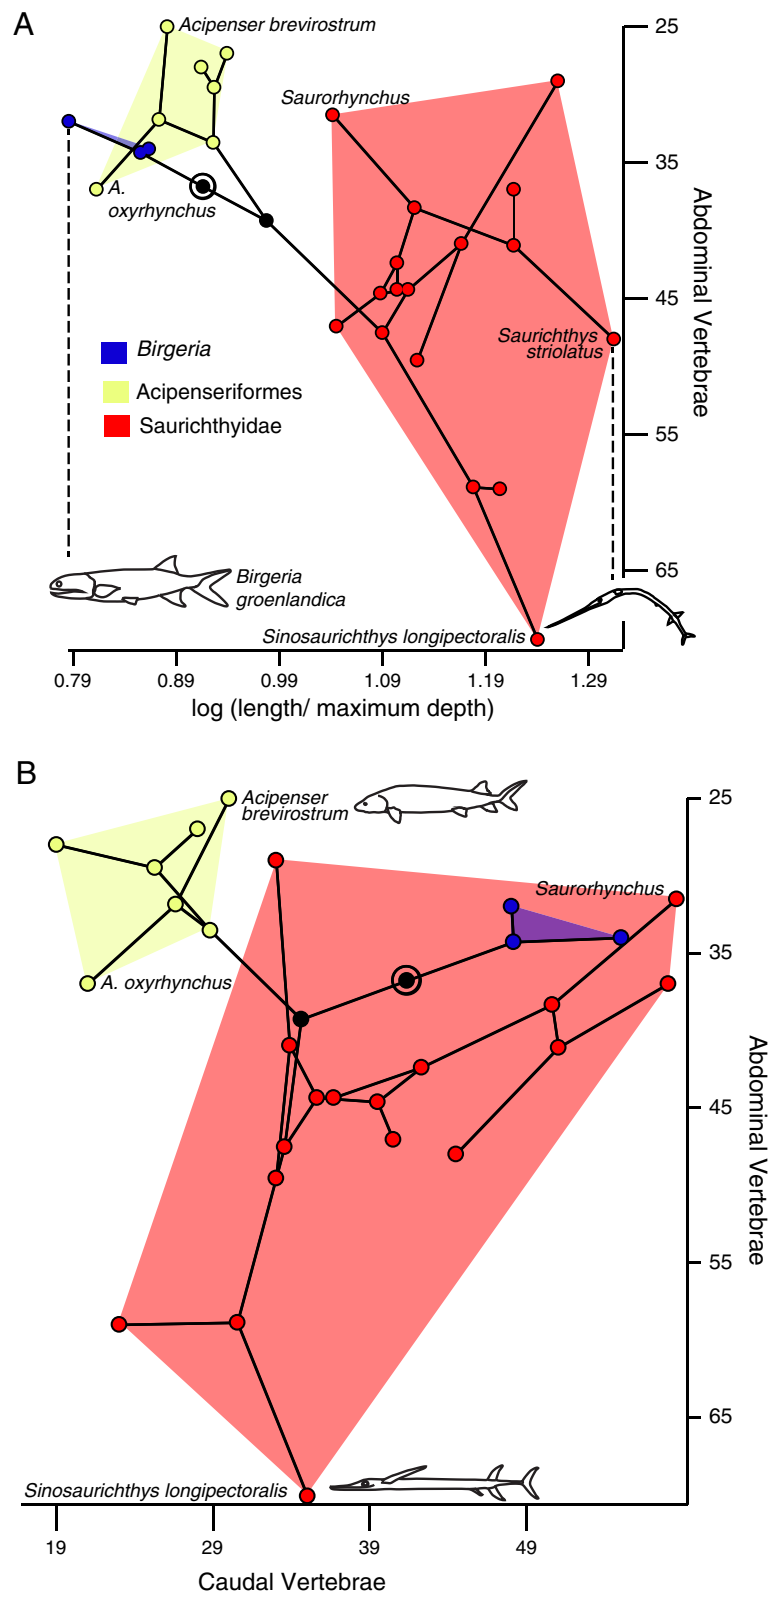 A
Acipenser brevirostrum
25
Saurorhynchus
35
A.
oxyrhynchus
Abdominal Vertebrae
45
Saurichthys
striolatus
Birgeria
Acipenseriformes
Saurichthyidae
55
65
Birgeria
groenlandica
Sinosaurichthys longipectoralis
0.79 0.89 0.99 1.09 1.19 1.29
log (length/ maximum depth)
B
Acipenser
brevirostrum
25
Saurorhynchus
35
A. oxyrhynchus
Abdominal Vertebrae
45
55
65
Sinosaurichthys longipectoralis
19 29 39 49
Caudal Vertebrae